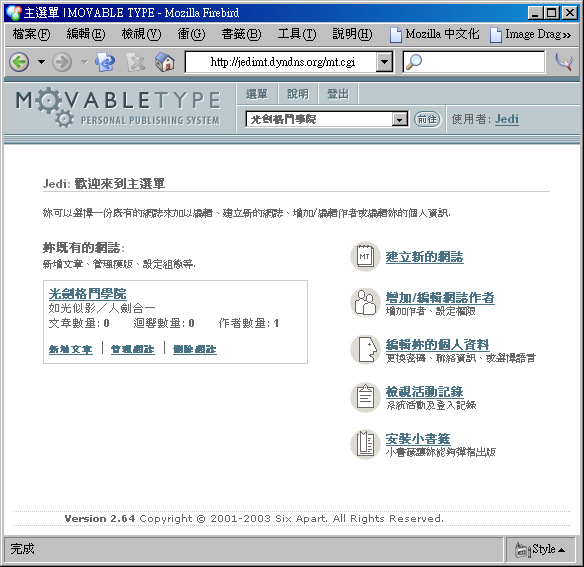 主選單 | MOVABLE TYPE - Mozilla Firebird
檔案(F) 編輯(E) 檢視(V) 衝(G) 書籤(B) 工具(T) 說明(H) Mozilla 中文化 Image Drag»
http://jedimt.dyndns.org/mt.cgi
MOVABLETYPE
PERSONAL PUBLISHING SYSTEM
選單 說明 登出
光劍格鬥學院 前往 使用者: Jedi
Jedi: 歡迎來到主選單
妳可以選擇一份既有的網誌來加以編輯、建立新的網誌、增加/編輯作者或編輯妳的個人資訊.
妳既有的網誌:
新增文章、管理模版、設定組態等.
光劍格鬥學院
如光似影／人劍合一
文章數量: 0 迴響數量: 0 作者數量: 1
新增文章 管理網誌 刪除網誌
MT
建立新的網誌
增加/編輯網誌作者
增加作者、設定權限
編輯妳的個人資料
更換密碼、聯絡資訊、或選擇語言
檢視活動記錄
系統活動及登入記錄
安裝小書籤
小書籤讓妳能夠彈指出版
Version 2.64 Copyright © 2001-2003 Six Apart. All Rights Reserved.
完成 Style